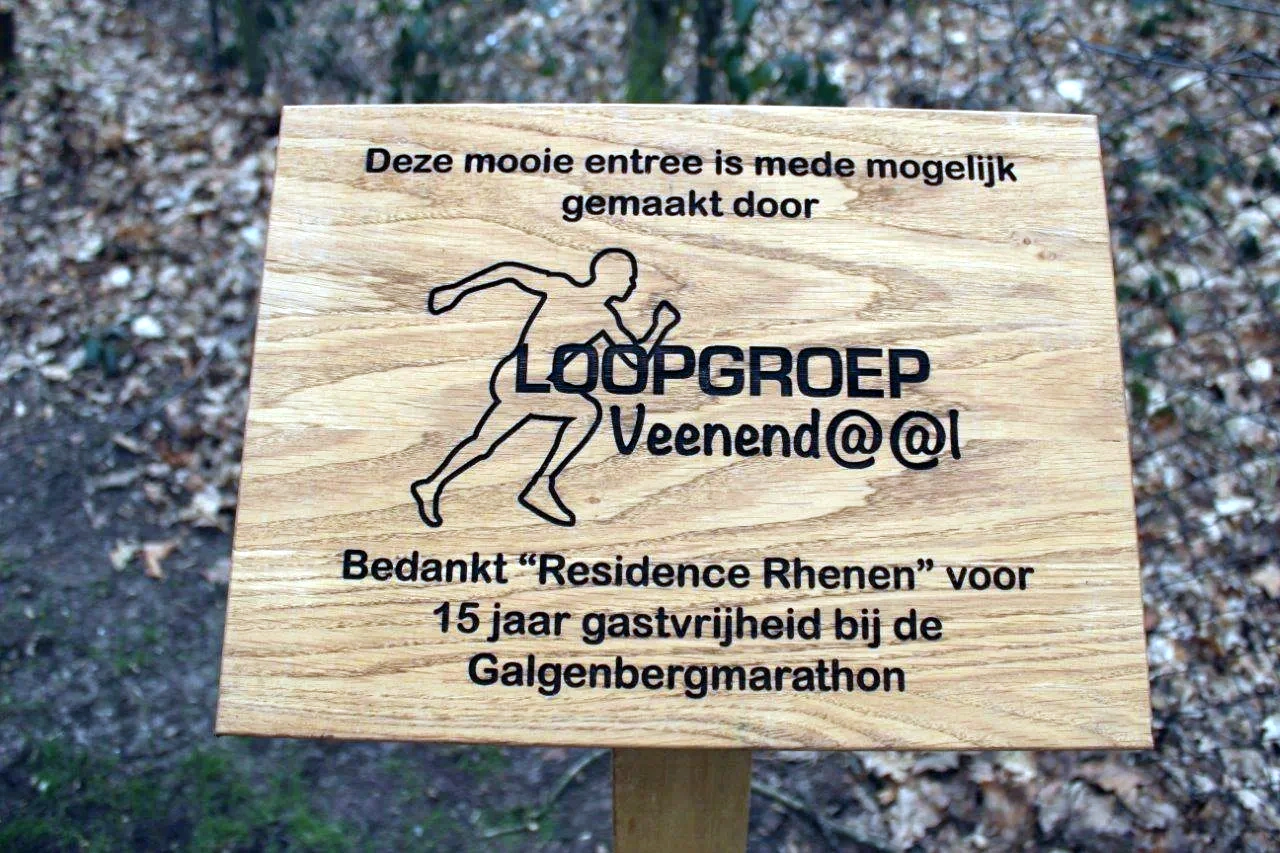 Deze mooie entree is mede mogelijk
gemaakt door
LOOPGROEP
Veenend@@l
Bedankt “Residence Rhenen” voor
15 jaar gastvrijheid bij de
Galgenbergmarathon